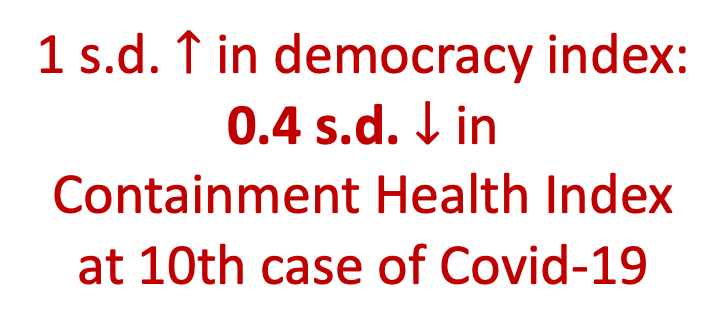 1 s.d. ↑ in democracy index:
0.4 s.d. ↓ in
Containment Health Index
at 10th case of Covid-19